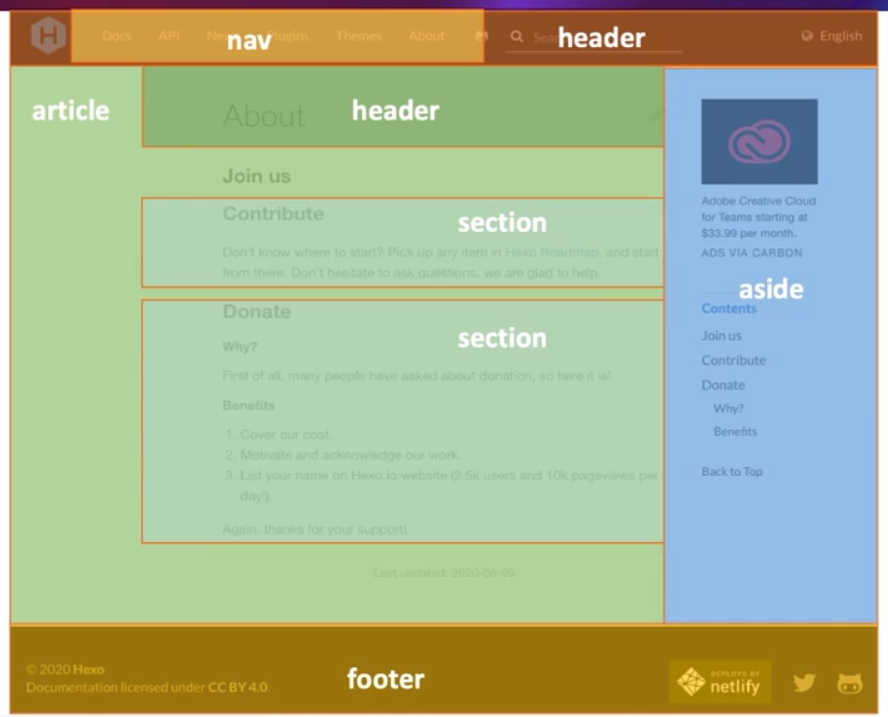 Docs API News Plugins Themes About Sea English
nav
header
article
About
header
Join us
Contribute
section
Don't know where to start? Pick up any item in Hexo Roadmap, and start
from there. Don't hesitate to ask questions, we are glad to help.
Donate
section
Why?
First of all, many people have asked about donation, so here it is!
Benefits
1. Cover our cost.
2. Motivate and acknowledge our work.
3. List your name on Hexo.io website (2.5k users and 10k pageviews per
day!).
Again, thanks for your support!
Last updated: 2020-06-09
Adobe Creative Cloud
for Teams starting at
$33.99 per month.
ADS VIA CARBON
aside
Contents
Join us
Contribute
Donate
Why?
Benefits
Back to Top
© 2020 Hexo
Documentation licensed under CC BY 4.0.
footer
DEPLOYS BY
netlify